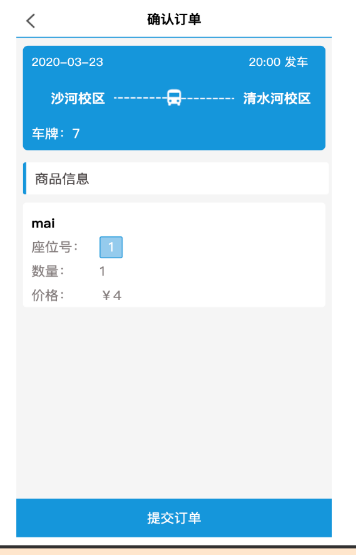 确认订单
2020-03-23 20:00 发车
沙河校区 清水河校区
车牌：7
商品信息
mai
座位号： 1
数量： 1
价格： ￥4
提交订单